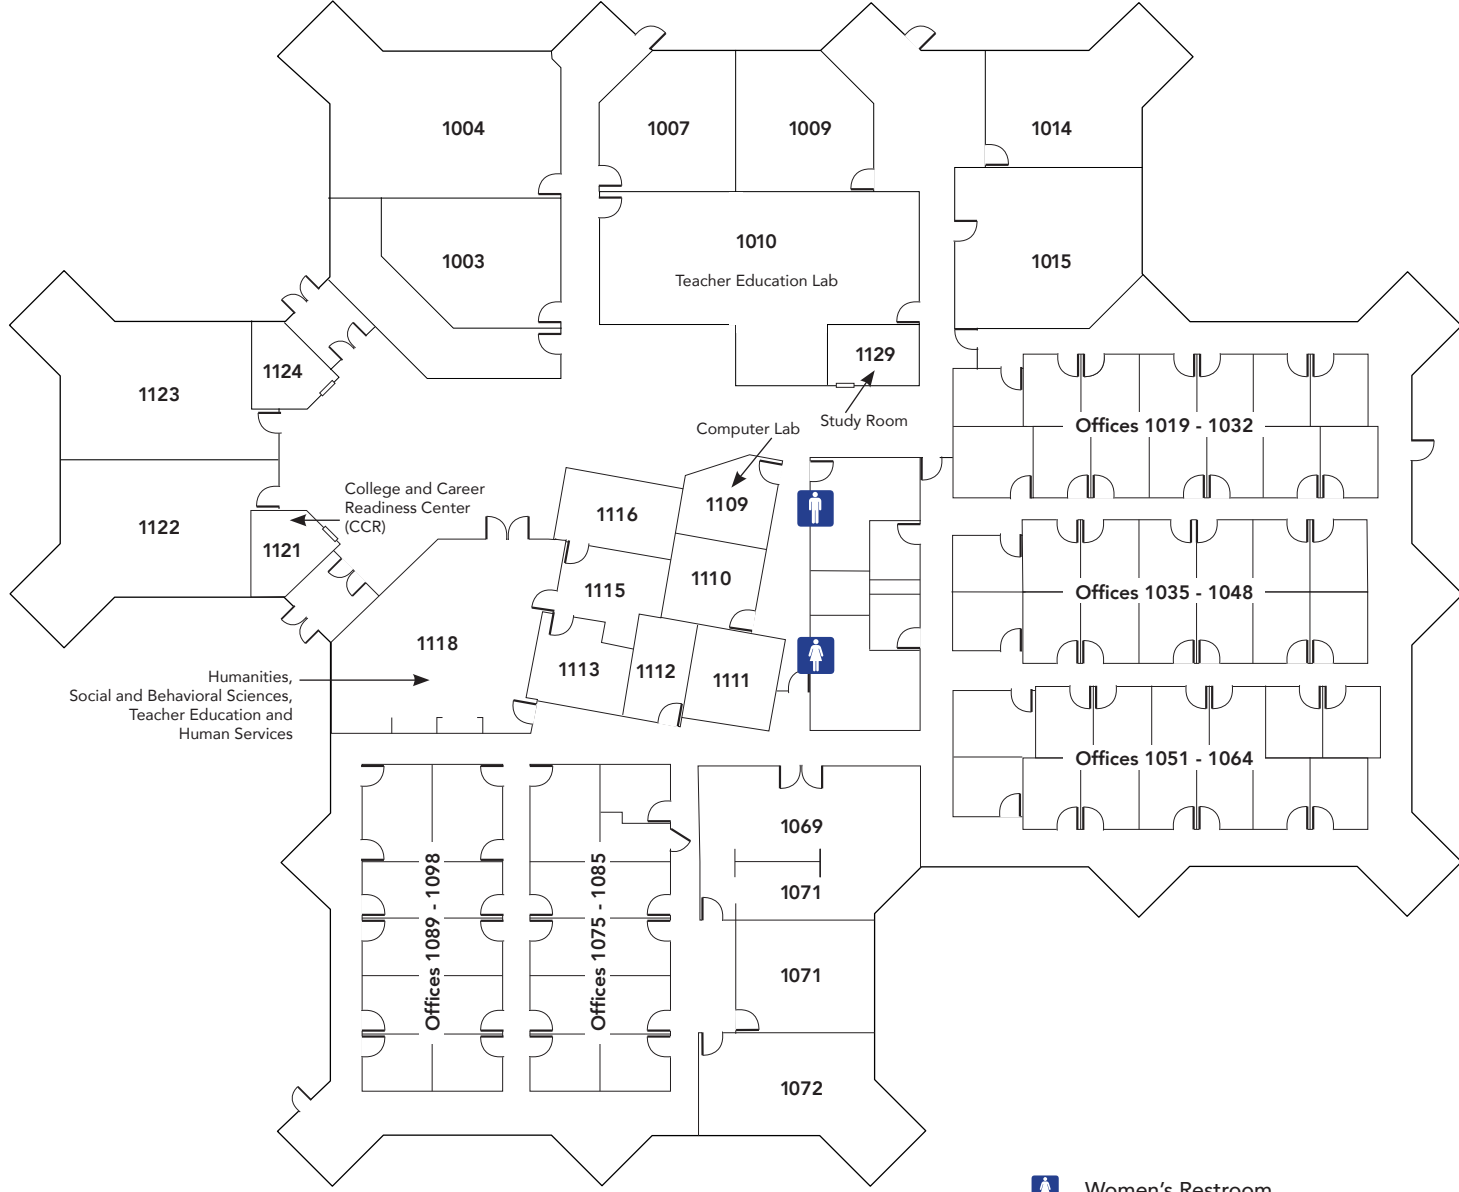 1004
1007
1009
1014
1010
Teacher Education Lab
1003
1015
1129
Study Room
1124
1123
Computer Lab
Offices 1019 - 1032
College and Career
Readiness Center
(CCR)
1109
1116
1122
1121
1110
1115
Offices 1035 - 1048
1118
1113
1112
1111
Humanities,
Social and Behavioral Sciences,
Teacher Education and
Human Services
Offices 1051 - 1064
1069
1071
Offices 1089 - 1098
Offices 1075 - 1085
1071
1072
Women's Restroom